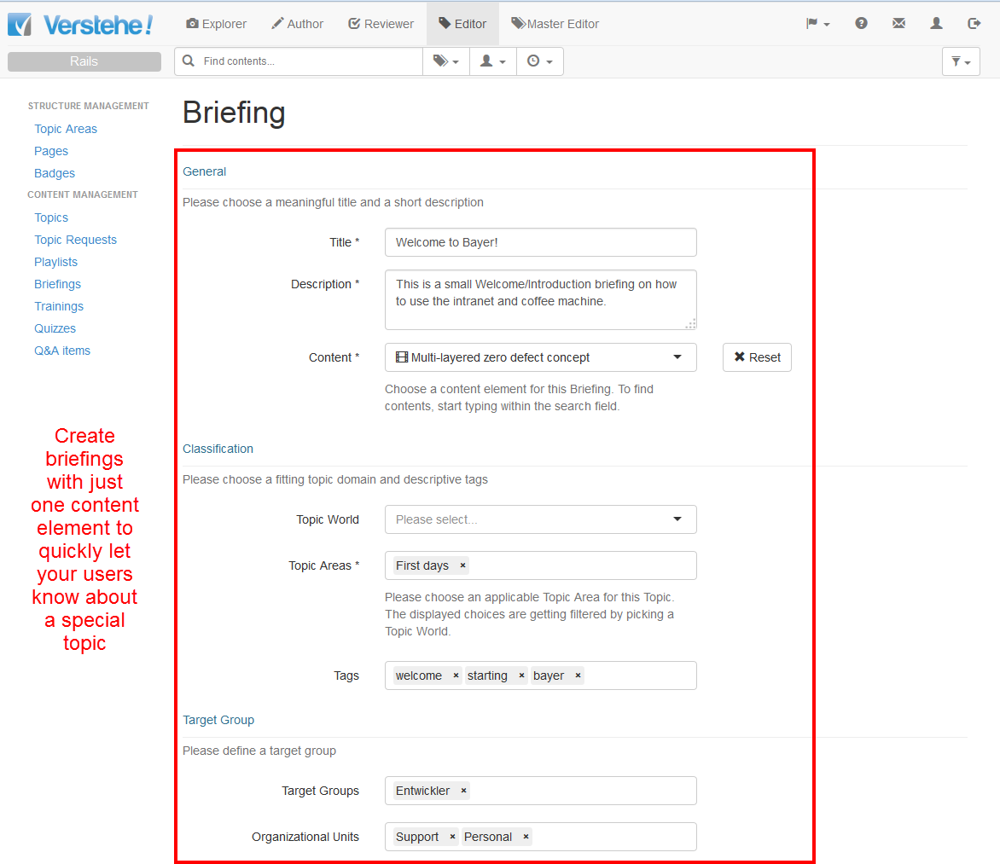 Verstehe!
Explorer
Author
Reviewer
Editor
Master Editor
Rails
Find contents...
STRUCTURE MANAGEMENT
Topic Areas
Pages
Badges
CONTENT MANAGEMENT
Topics
Topic Requests
Playlists
Briefings
Trainings
Quizzes
Q&A items
Create
briefings
with just
one content
element to
quickly let
your users
know about
a special
topic
Briefing
General
Please choose a meaningful title and a short description
Title *
Welcome to Bayer!
Description *
This is a small Welcome/Introduction briefing on how
to use the intranet and coffee machine.
Content *
Multi-layered zero defect concept
Reset
Choose a content element for this Briefing. To find
contents, start typing within the search field.
Classification
Please choose a fitting topic domain and descriptive tags
Topic World
Please select...
Topic Areas *
First days ×
Please choose an applicable Topic Area for this Topic.
The displayed choices are getting filtered by picking a
Topic World.
Tags
welcome × starting × bayer ×
Target Group
Please define a target group
Target Groups
Entwickler ×
Organizational Units
Support × Personal ×